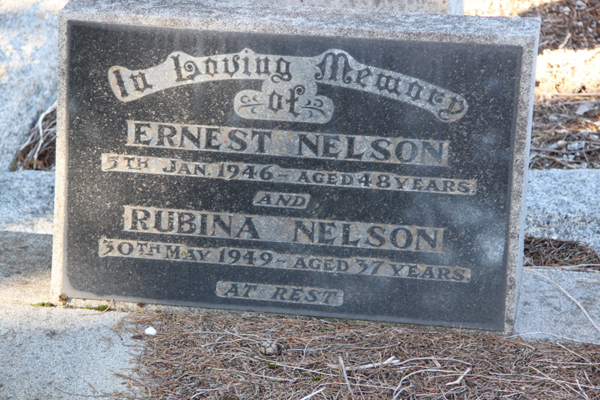 In Loving Memory
of
ERNEST NELSON
5TH JAN. 1946 - AGED 48 YEARS
AND
RUBINA NELSON
30TH MAY 1949 - AGED 37 YEARS
AT REST